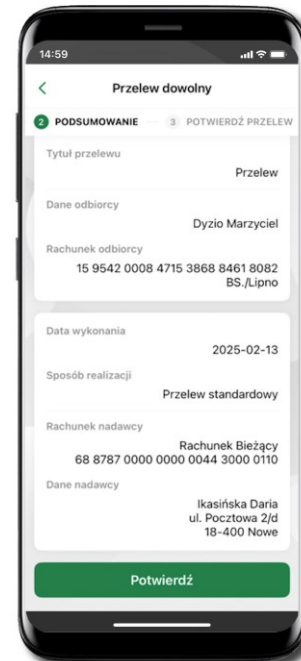 14:59
Przelew dowolny
2 PODSUMOWANIE 3 POTWIERDŹ PRZELEW
Tytuł przelewu
Przelew
Dane odbiorcy
Dyzio Marzyciel
Rachunek odbiorcy
15 9542 0008 4715 3868 8461 8082
BS./Lipno
Data wykonania
2025-02-13
Sposób realizacji
Przelew standardowy
Rachunek nadawcy
Rachunek Bieżący
68 8787 0000 0000 0044 3000 0110
Dane nadawcy
Ikasińska Daria
ul. Pocztowa 2/d
18-400 Nowe
Potwierdź